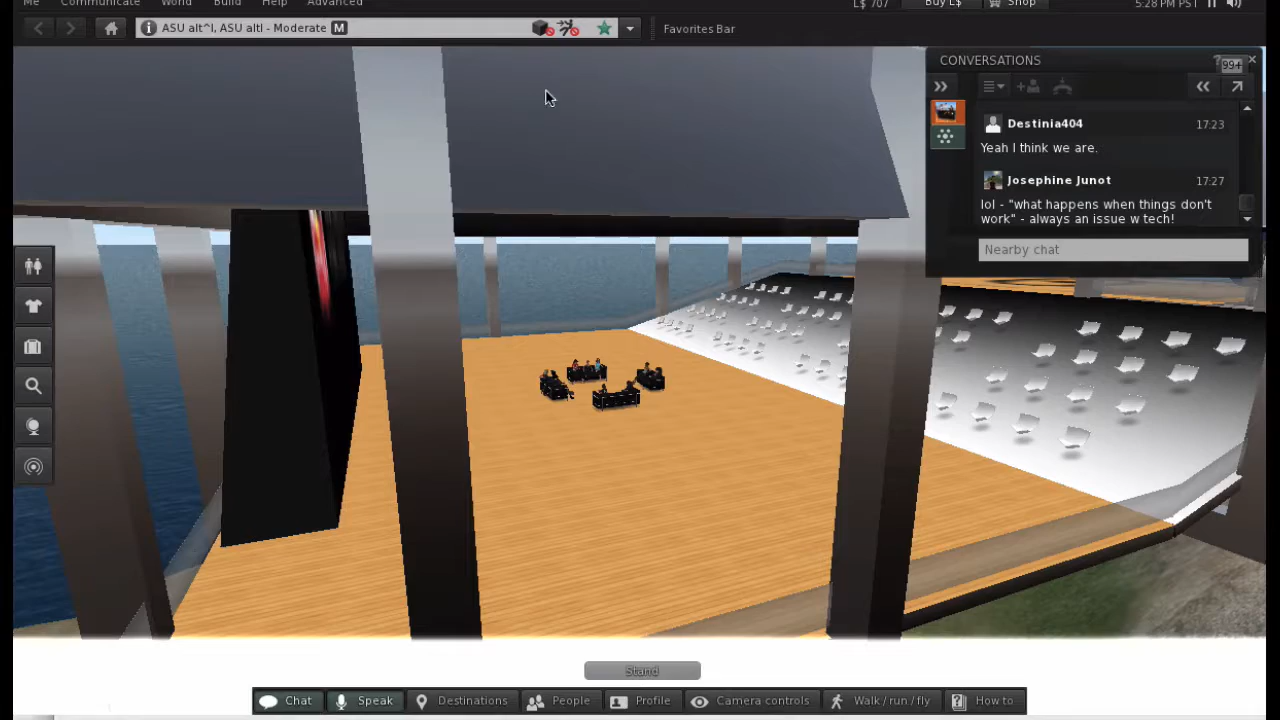 Me Communicate World Build Help Advanced L$ 707 Buy L$ Shop 5:28 PM PST
ASU alt^I, ASU altI - Moderate M Favorites Bar
CONVERSATIONS ? 99+
Destinia404 17:23
Yeah I think we are.
Josephine Junot 17:27
lol - "what happens when things don't
work" - always an issue w tech!
Nearby chat
Stand
Chat Speak Destinations People Profile Camera controls Walk / run / fly How to